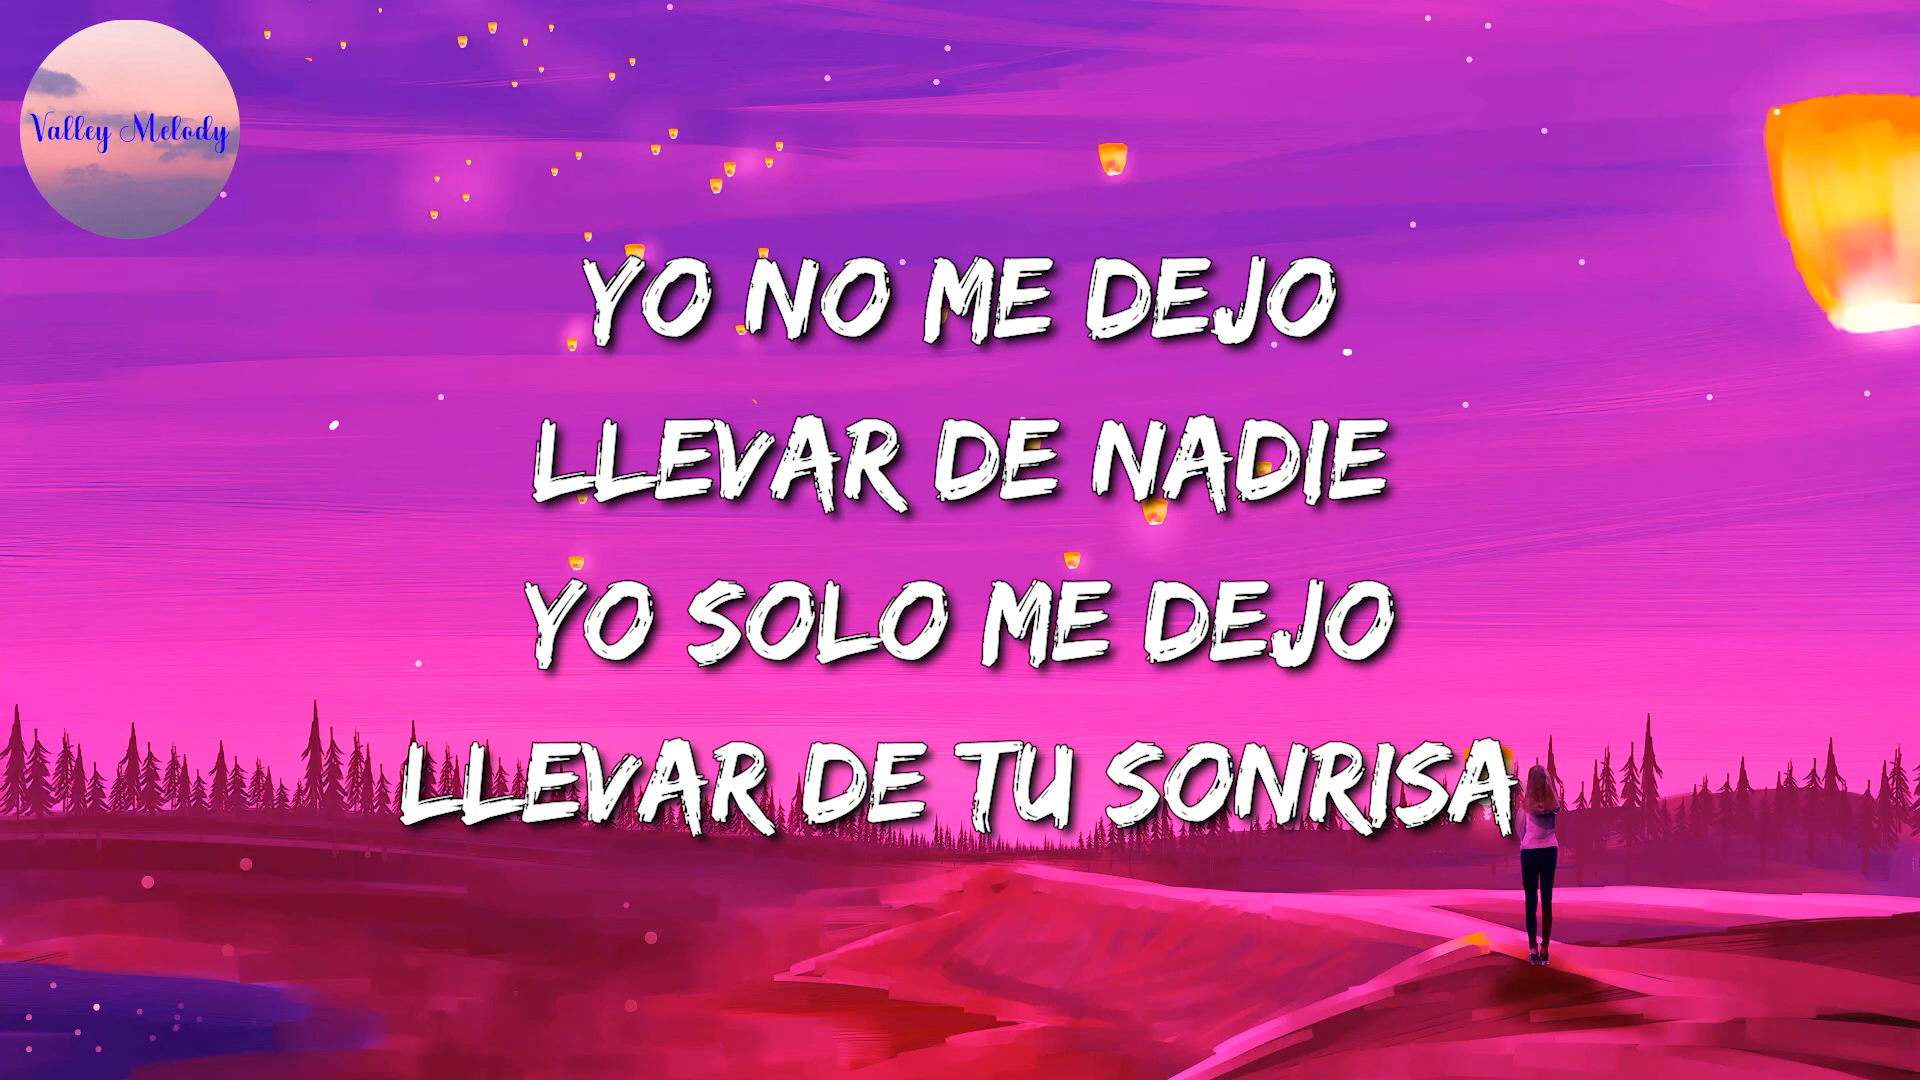 Valley Melody
YO NO ME DEJO
LLEVAR DE NADIE
YO SOLO ME DEJO
LLEVAR DE TU SONRISA